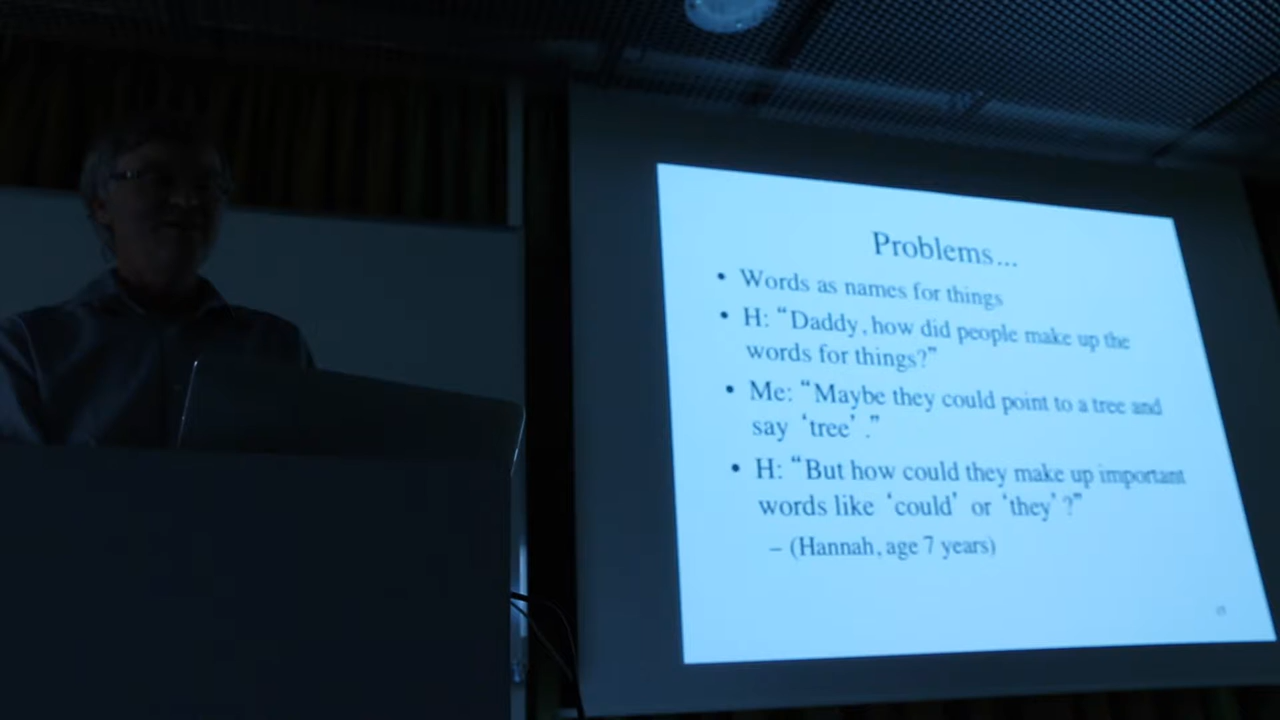 Problems...
• Words as names for things
• H: “Daddy, how did people make up the
words for things?”
• Me: “Maybe they could point to a tree and
say ‘tree’.”
• H: “But how could they make up important
words like ‘could’ or ‘they’?”
– (Hannah, age 7 years)